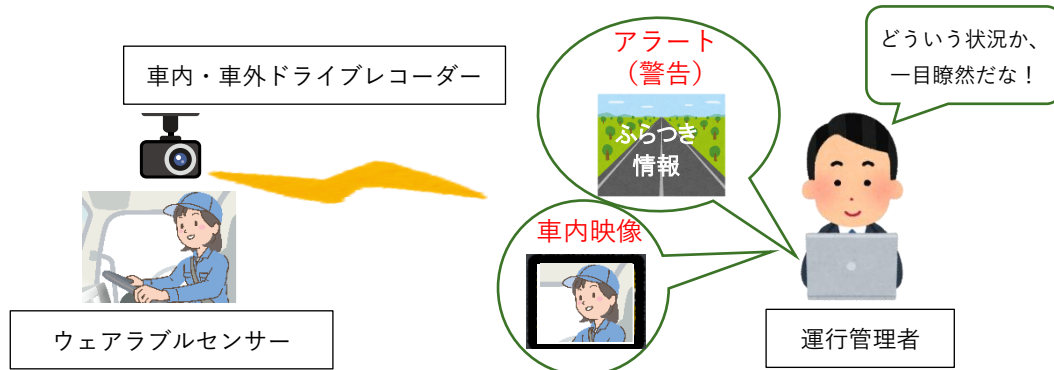 車内・車外ドライブレコーダー
アラート
(警告)
ふらつき
情報
どういう状況か、
一目瞭然だな！
車内映像
ウェアラブルセンサー
運行管理者